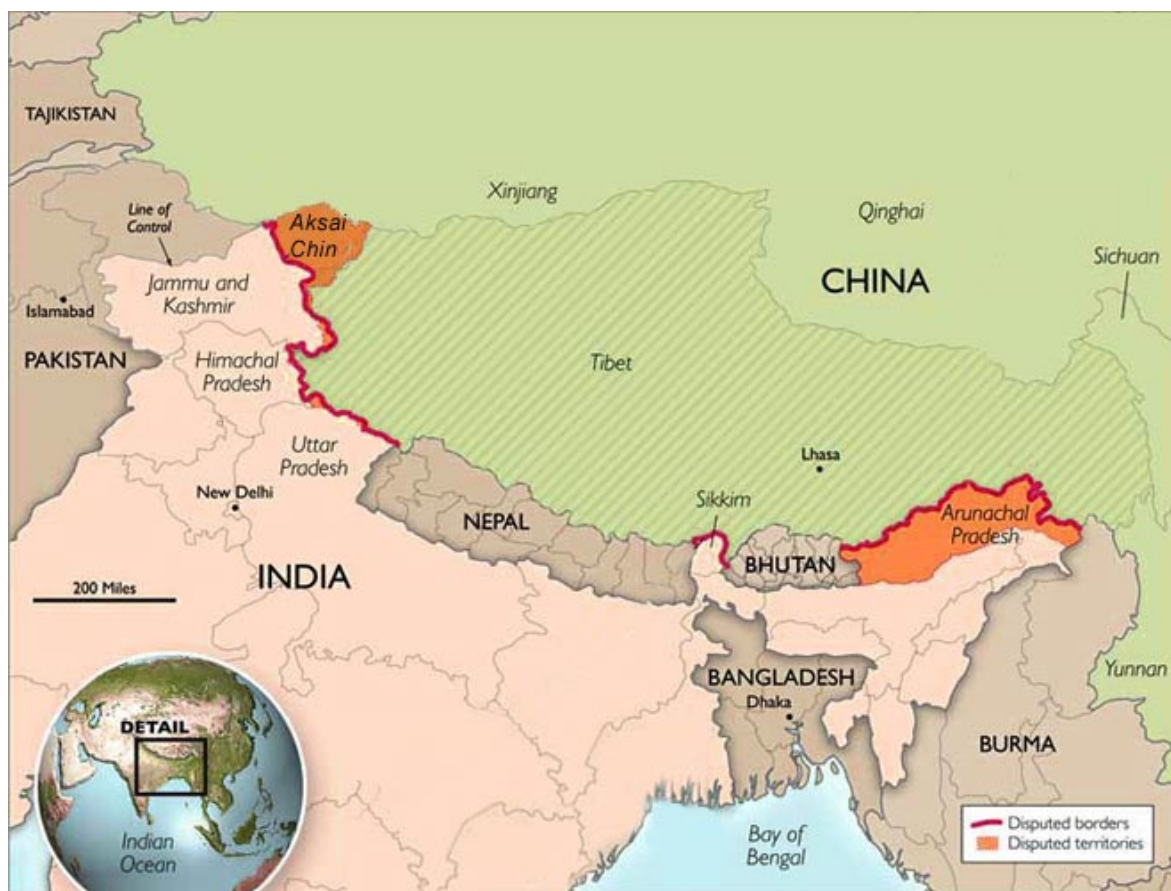 TAJIKISTAN
Xinjiang
Qinghai
Line of
Control
Aksai
Chin
Sichuan
CHINA
Jammu and
Kashmir
Islamabad
PAKISTAN
Himachal
Pradesh
Tibet
Uttar
Pradesh
Lhasa
New Delhi
Sikkim
NEPAL
Arunachal
Pradesh
BHUTAN
INDIA
200 Miles
BANGLADESH
Dhaka
Yunnan
BURMA
DETAIL
Indian
Ocean
Bay of
Bengal
Disputed borders
Disputed territories